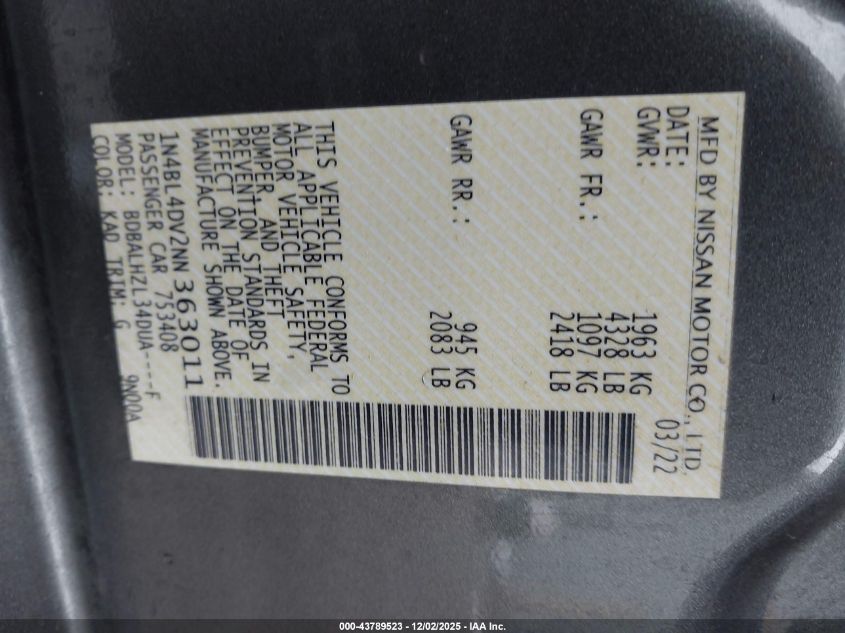 MFD BY NISSAN MOTOR CO., LTD.
DATE: 03/22
GVWR: 1963 KG
4328 LB
GAWR FR.: 1097 KG
2418 LB
GAWR RR.: 945 KG
2083 LB
THIS VEHICLE CONFORMS TO
ALL APPLICABLE FEDERAL
MOTOR VEHICLE SAFETY,
BUMPER, AND THEFT
PREVENTION STANDARDS IN
EFFECT ON THE DATE OF
MANUFACTURE SHOWN ABOVE.
1N4BL4DV2NN363011
PASSENGER CAR 753408
MODEL: BDBALHZL34DUA----F
COLOR: KAD TRIM: G 9N00A
000-43789523 - 12/02/2025 - IAA Inc.